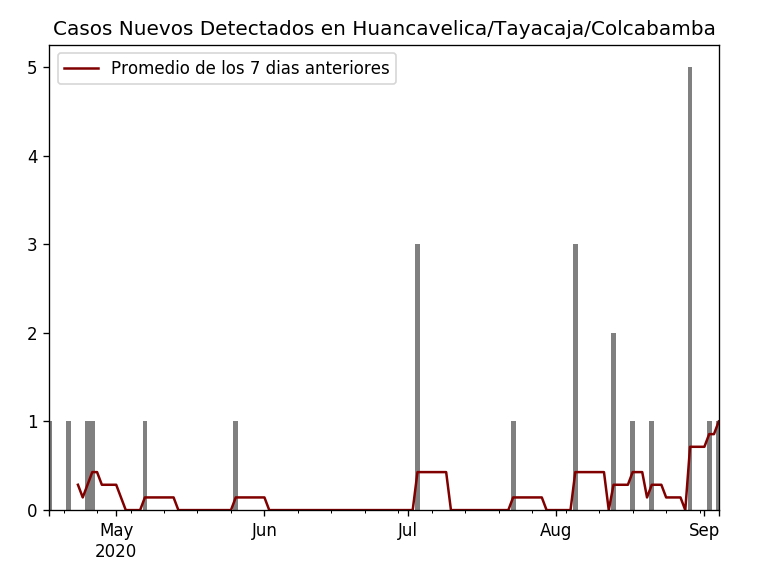 Casos Nuevos Detectados en Huancavelica/Tayacaja/Colcabamba
Promedio de los 7 dias anteriores
5
4
3
2
1
0
May Jun Jul Aug Sep
2020